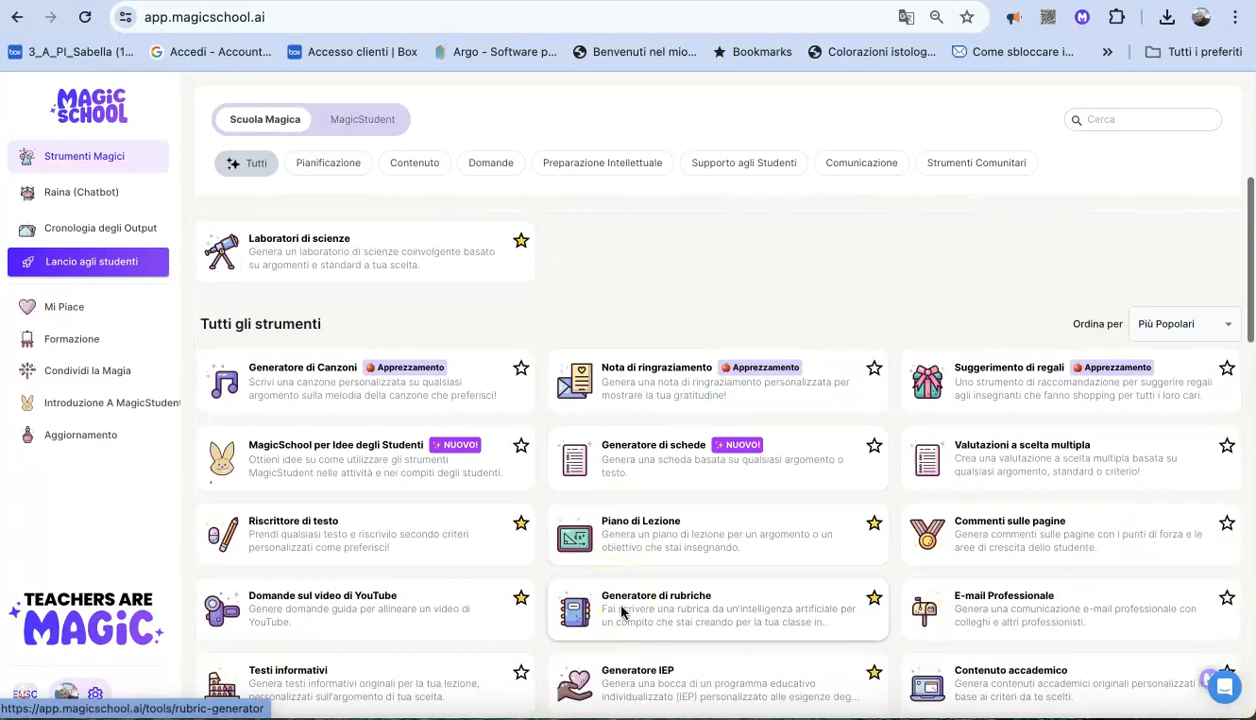 app.magicschool.ai
3_A_PI_Sabella (1...
Accedi - Account...
Accesso clienti | Box
Argo - Software p...
Benvenuti nel mio...
Bookmarks
Colorazioni istolog...
Come sbloccare i...
Tutti i preferiti
MAGIC
SCHOOL
Scuola Magica
MagicStudent
Cerca
Strumenti Magici
Tutti
Pianificazione
Contenuto
Domande
Preparazione Intellettuale
Supporto agli Studenti
Comunicazione
Strumenti Comunitari
Raina (Chatbot)
Cronologia degli Output
Lancio agli studenti
Mi Piace
Formazione
Condividi la Magia
Introduzione A MagicStudent
Aggiornamento
Laboratori di scienze
Genera un laboratorio di scienze coinvolgente basato
su argomenti e standard a tua scelta.
Tutti gli strumenti
Ordina per
Più Popolari
Generatore di Canzoni
Apprezzamento
Scrivi una canzone personalizzata su qualsiasi
argomento sulla melodia della canzone che preferisci!
Nota di ringraziamento
Apprezzamento
Genera una nota di ringraziamento personalizzata per
mostrare la tua gratitudine!
Suggerimento di regali
Apprezzamento
Uno strumento di raccomandazione per suggerire regali
agli insegnanti che fanno shopping per tutti i loro cari.
MagicSchool per Idee degli Studenti
NUOVO!
Ottieni idee su come utilizzare gli strumenti
MagicStudent nelle attività e nei compiti degli studenti.
Generatore di schede
NUOVO!
Genera una scheda basata su qualsiasi argomento o
testo.
Valutazioni a scelta multipla
Crea una valutazione a scelta multipla basata su
qualsiasi argomento, standard o criterio!
Riscrittore di testo
Prendi qualsiasi testo e riscrivilo secondo criteri
personalizzati come preferisci!
Piano di Lezione
Genera un piano di lezione per un argomento o un
obiettivo che stai insegnando.
Commenti sulle pagine
Genera commenti sulle pagine con i punti di forza e le
aree di crescita dello studente.
Domande sul video di YouTube
Genere domande guida per allineare un video di
YouTube.
Generatore di rubriche
Fai scrivere una rubrica da un'intelligenza artificiale per
un compito che stai creando per la tua classe in...
E-mail Professionale
Genera una comunicazione e-mail professionale con
colleghi e altri professionisti.
Testi informativi
Genera testi informativi originali per la tua lezione,
personalizzati sull'argomento di tua scelta.
Generatore IEP
Genera una bocca di un programma educativo
individualizzato (IEP) personalizzato alle esigenze deg...
Contenuto accademico
Genera contenuti accademici originali personalizzati in
base ai criteri da te scelti.
TEACHERS ARE
MAGIC
https://app.magicschool.ai/tools/rubric-generator